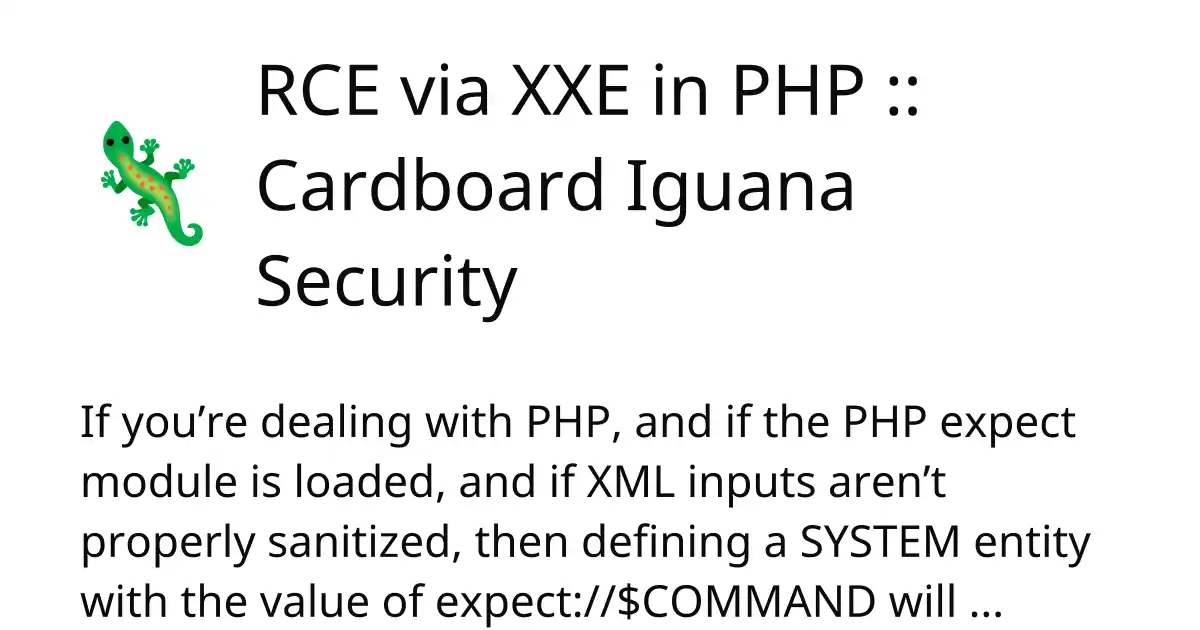 RCE via XXE in PHP ::
Cardboard Iguana
Security
If you’re dealing with PHP, and if the PHP expect
module is loaded, and if XML inputs aren’t
properly sanitized, then defining a SYSTEM entity
with the value of expect://$COMMAND will ...